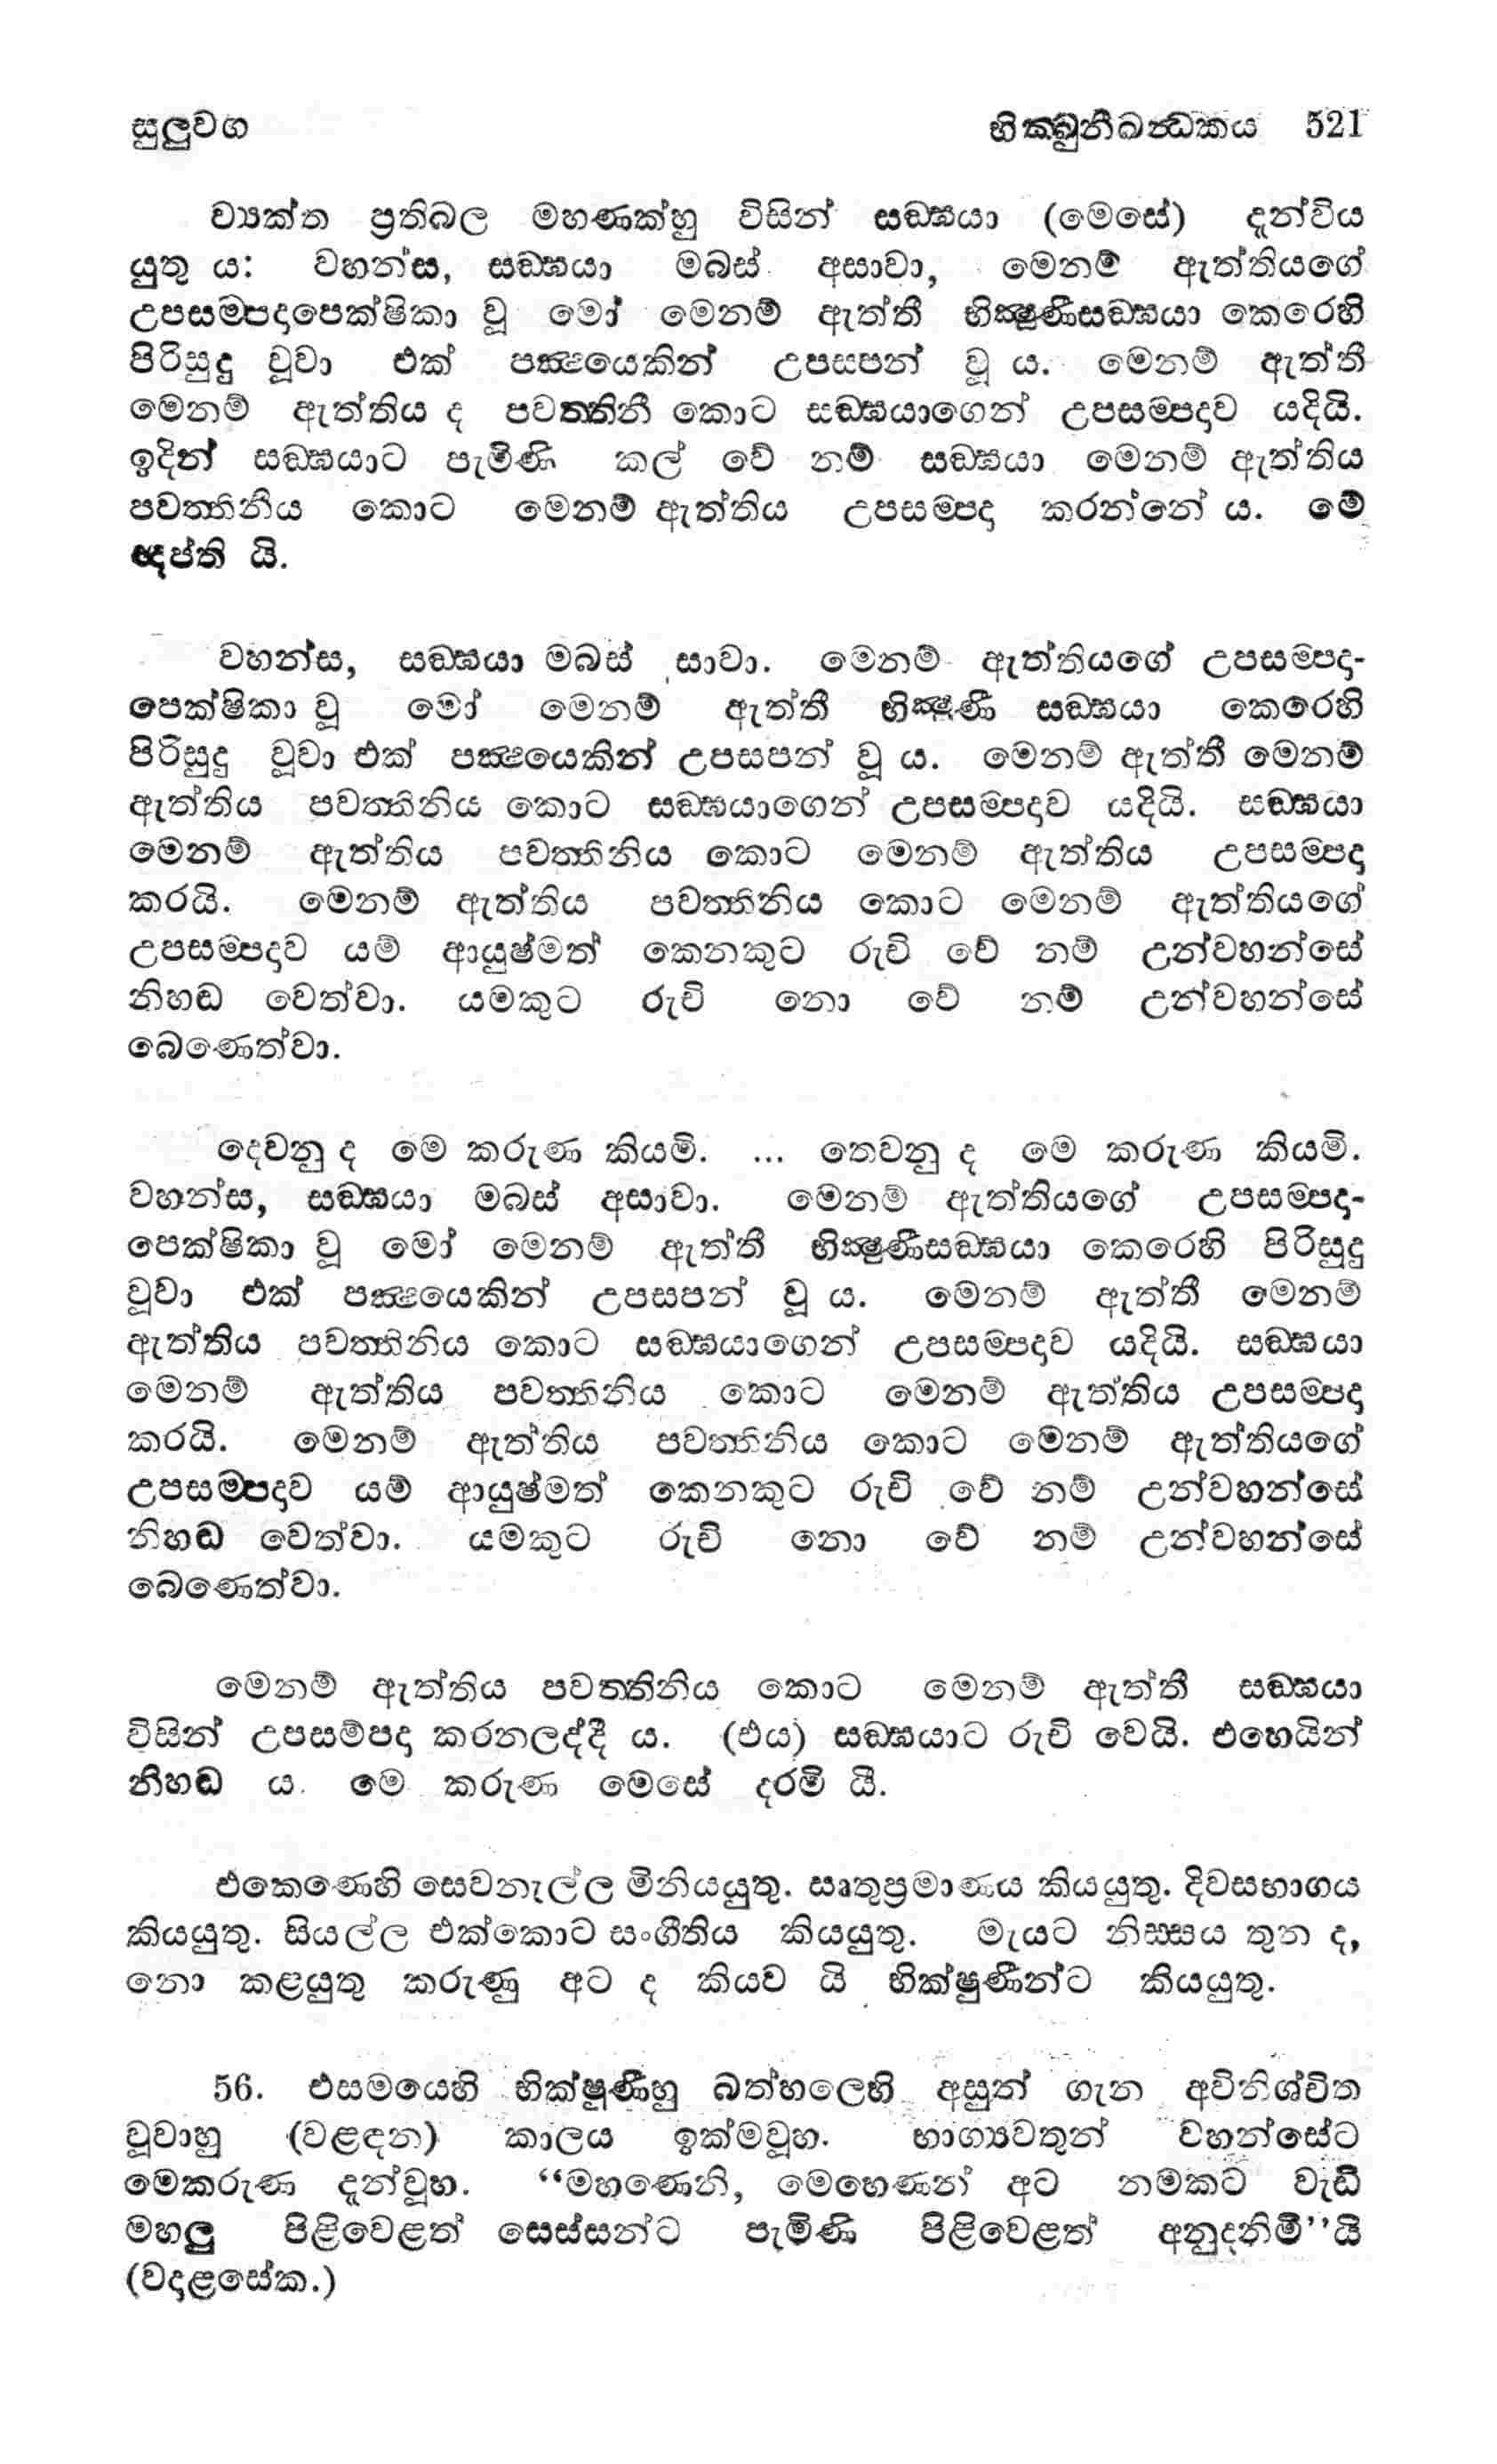 සුලුවග භික්ඛුනීඛන්ධකය 521
ව්‍යක්ත ප්‍රතිබල මහණක්හු විසින් සඞ්ඝයා (මෙසේ) දැන්විය
යුතු ය: වහන්ස, සඞ්ඝයා මබස් අසාවා, මෙනම් ඇත්තියගේ
උපසම්පදාපෙක්ෂිකා වූ මෝ මෙනම් ඇත්තී භික්ෂුණීසඞ්ඝයා කෙරෙහි
පිරිසුදු වූවා එක් පක්ෂයෙකින් උපසපන් වූ ය. මෙනම් ඇත්තී
මෙනම් ඇත්තිය ද පවත්තිනී කොට සඞ්ඝයාගෙන් උපසම්පදාව යදියි.
ඉදින් සඞ්ඝයාට පැමිණි කල් වේ නම් සඞ්ඝයා මෙනම් ඇත්තිය
පවත්තිනිය කොට මෙනම් ඇත්තිය උපසම්පදා කරන්නේ ය. මේ
ඥප්ති යි.
වහන්ස, සඞ්ඝයා මබස් සාවා. මෙනම් ඇත්තියගේ උපසම්පදා-
පෙක්ෂිකා වූ මෝ මෙනම් ඇත්තී භික්ෂුණී සඞ්ඝයා කෙරෙහි
පිරිසුදු වූවා එක් පක්ෂයෙකින් උපසපන් වූ ය. මෙනම් ඇත්තී මෙනම්
ඇත්තිය පවත්තිනිය කොට සඞ්ඝයාගෙන් උපසම්පදාව යදියි. සඞ්ඝයා
මෙනම් ඇත්තිය පවත්තිනිය කොට මෙනම් ඇත්තිය උපසම්පදා
කරයි. මෙනම් ඇත්තිය පවත්තිනිය කොට මෙනම් ඇත්තියගේ
උපසම්පදාව යම් ආයුෂ්මත් කෙනකුට රුචි වේ නම් උන්වහන්සේ
නිහඬ වෙත්වා. යමකුට රුචි නො වේ නම් උන්වහන්සේ
බෙණෙත්වා.
දෙවනු ද මෙ කරුණ කියමි. ... තෙවනු ද මෙ කරුණ කියමි.
වහන්ස, සඞ්ඝයා මබස් අසාවා. මෙනම් ඇත්තියගේ උපසම්පදා-
පෙක්ෂිකා වූ මෝ මෙනම් ඇත්තී භික්ෂුණීසඞ්ඝයා කෙරෙහි පිරිසුදු
වූවා එක් පක්ෂයෙකින් උපසපන් වූ ය. මෙනම් ඇත්තී මෙනම්
ඇත්තිය පවත්තිනිය කොට සඞ්ඝයාගෙන් උපසම්පදාව යදියි. සඞ්ඝයා
මෙනම් ඇත්තිය පවත්තිනිය කොට මෙනම් ඇත්තිය උපසම්පදා
කරයි. මෙනම් ඇත්තිය පවත්තිනිය කොට මෙනම් ඇත්තියගේ
උපසම්පදාව යම් ආයුෂ්මත් කෙනකුට රුචි වේ නම් උන්වහන්සේ
නිහඬ වෙත්වා. යමකුට රුචි නො වේ නම් උන්වහන්සේ
බෙණෙත්වා.
මෙනම් ඇත්තිය පවත්තිනිය කොට මෙනම් ඇත්තී සඞ්ඝයා
විසින් උපසම්පදා කරනලද්දී ය. (එය) සඞ්ඝයාට රුචි වෙයි. එහෙයින්
නිහඬ ය. මෙ කරුණ මෙසේ දරමි යි.
එකෙණෙහි සෙවනැල්ල මිනියයුතු. සෘතුප්‍රමාණය කියයුතු. දිවසභාගය
කියයුතු. සියල්ල එක්කොට සංගීතිය කියයුතු. මැයට නිස්සය තුන ද,
නො කළයුතු කරුණු අට ද කියව යි භික්ෂුණීන්ට කියයුතු.
56. එසමයෙහි භික්ෂුණීහු බත්හලෙහි අසුන් ගැන අවිනිශ්චිත
වූවාහු (වළඳන) කාලය ඉක්මවූහ. භාග්‍යවතුන් වහන්සේට
මෙකරුණ දැන්වූහ. “මහණෙනි, මෙහෙණන් අට නමකට වැඩි
මහලු පිළිවෙළත් සෙස්සන්ට පැමිණි පිළිවෙළත් අනුදනිමි”යි
(වදාළසේක.)